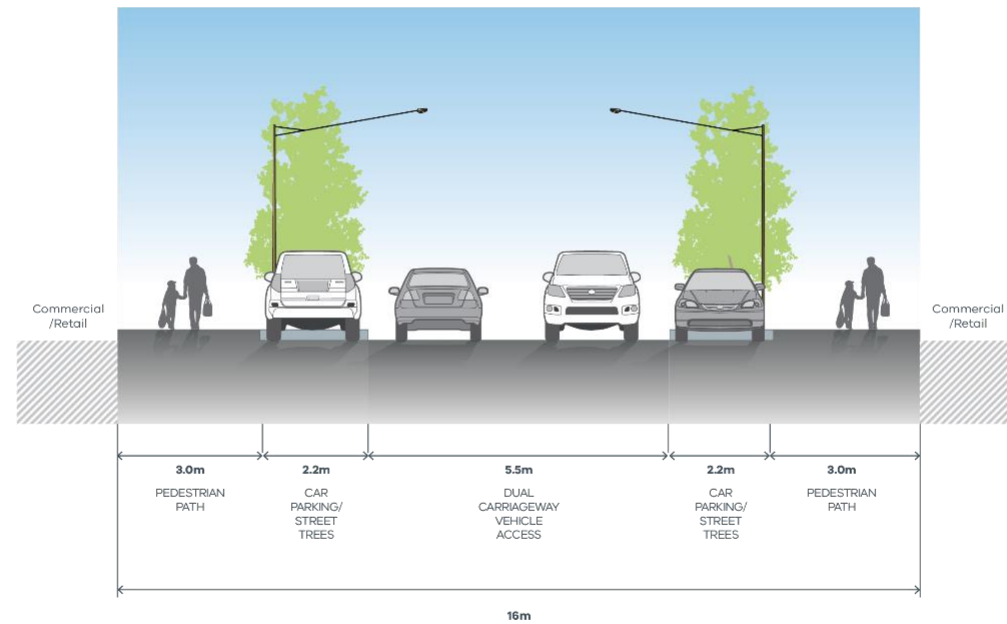 Commercial
/Retail
Commercial
/Retail
3.0m
PEDESTRIAN
PATH
2.2m
CAR
PARKING/
STREET
TREES
5.5m
DUAL
CARRIAGEWAY
VEHICLE
ACCESS
2.2m
CAR
PARKING/
STREET
TREES
3.0m
PEDESTRIAN
PATH
16m